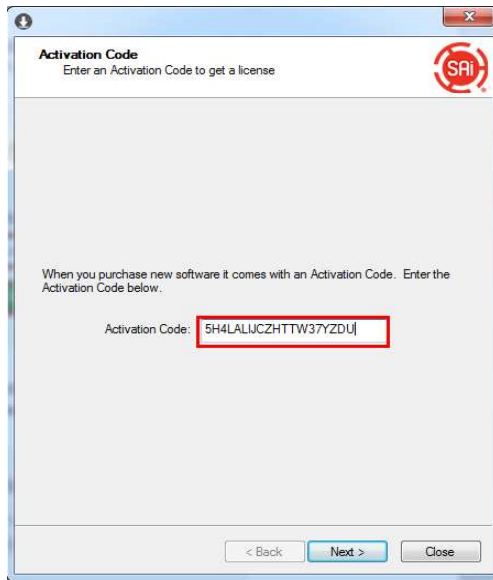 Activation Code
Enter an Activation Code to get a license
SAi
When you purchase new software it comes with an Activation Code. Enter the
Activation Code below.
Activation Code: 5H4LALIJCZHTTW37YZDU
< Back Next > Close